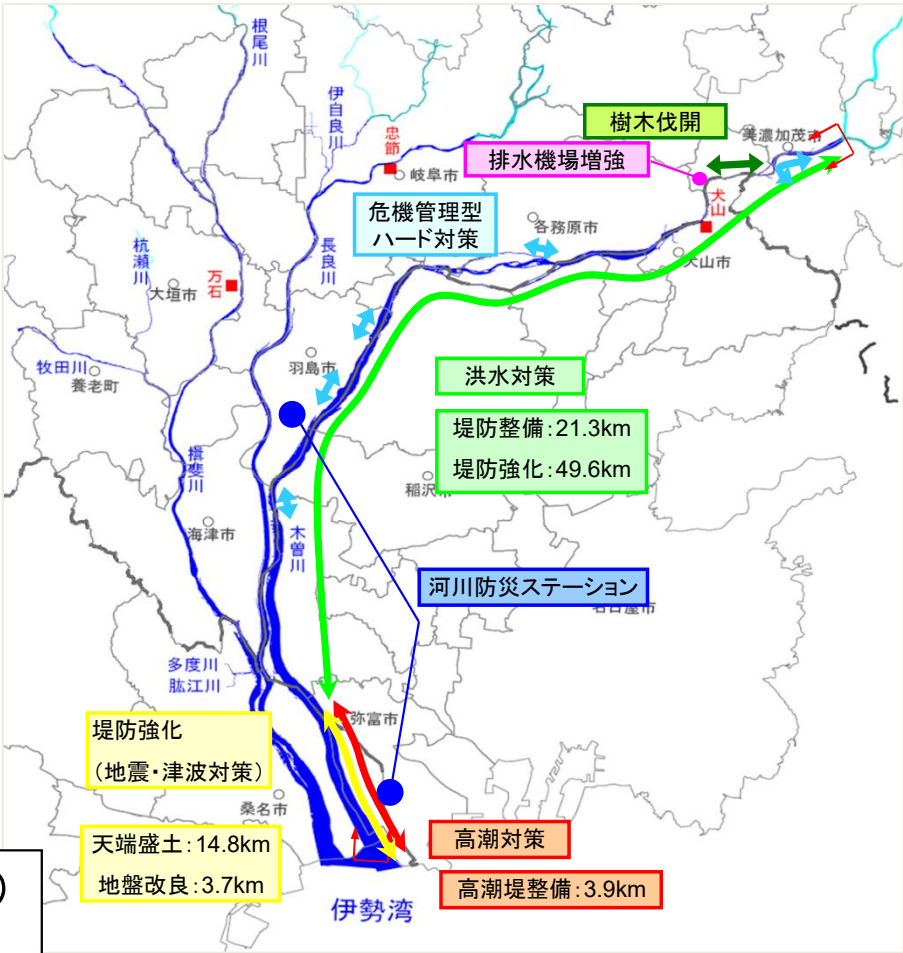 根尾川
伊自良川
忠節
岐阜市
樹木伐開
美濃加茂市
排水機場増強
犬山
危機管理型
ハード対策
各務原市
犬山市
杭瀬川
大垣市
万石
長良川
牧田川
養老町
羽島市
洪水対策
堤防整備:21.3km
堤防強化:49.6km
揖斐川
稲沢市
海津市
木曽川
河川防災ステーション
名古屋市
多度川
肱江川
弥富市
堤防強化
(地震・津波対策)
桑名市
天端盛土:14.8km
地盤改良:3.7km
高潮対策
高潮堤整備:3.9km
伊勢湾
)